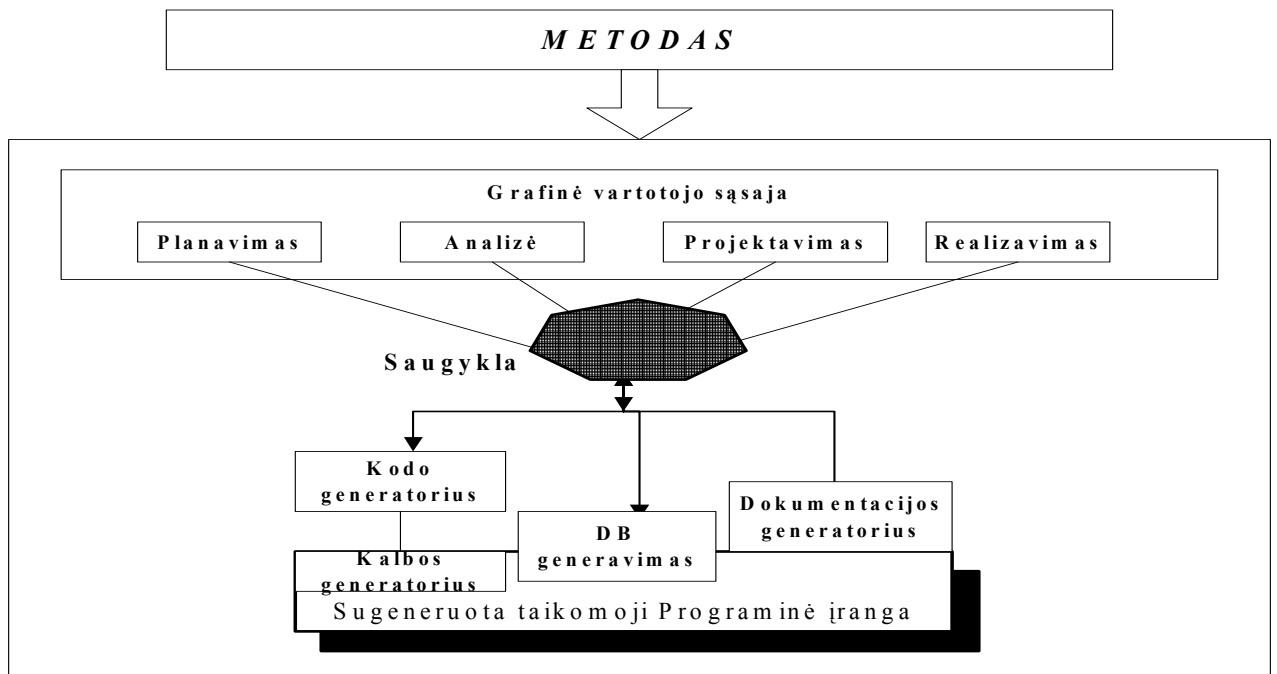 METODAS
Grafinė vartotojo sąsaja
Planavimas
Analizė
Projektavimas
Realizavimas
Saugykla
Kodo
generatorius
DB
generavimas
Dokumentacijos
generatorius
Kalbos
generatorius
Sugeneruota taikomoji Programinė įranga